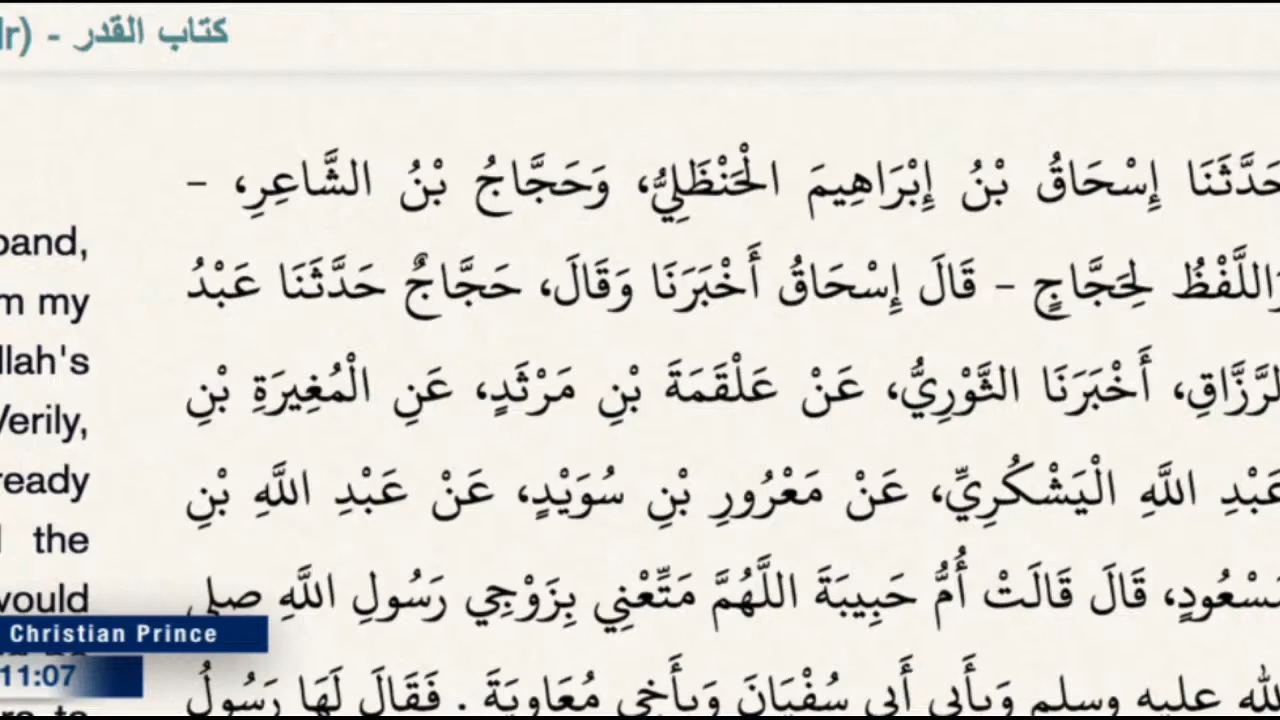 كتاب القدر - (lr
حَدَّثَنَا إِسْحَاقُ بْنُ إِبْرَاهِيمَ الْحَنْظَلِيُّ، وَحَجَّاجُ بْنُ الشَّاعِرِ، -
وَاللَّفْظُ لِحَجَّاجٍ - قَالَ إِسْحَاقُ أَخْبَرَنَا وَقَالَ، حَجَّاجٌ حَدَّثَنَا عَبْدُ
الرَّزَّاقِ، أَخْبَرَنَا الثَّوْرِيُّ، عَنْ عَلْقَمَةَ بْنِ مَرْثَدٍ، عَنِ الْمُغِيرَةِ بْنِ
عَبْدِ اللَّهِ الْيَشْكُرِيِّ، عَنْ مَعْرُورِ بْنِ سُوَيْدٍ، عَنْ عَبْدِ اللَّهِ بْنِ
مَسْعُودٍ، قَالَ قَالَتْ أُمُّ حَبِيبَةَ اللَّهُمَّ مَتِّعْنِي بِزَوْجِي رَسُولِ اللَّهِ صلى
الله عليه وسلم وَبِأَبِي أَبِي سُفْيَانَ وَبِأَخِي مُعَاوِيَةَ . فَقَالَ لَهَا رَسُولُ
band,
m my
llah's
Verily,
ready
the
would
Christian Prince
11:07